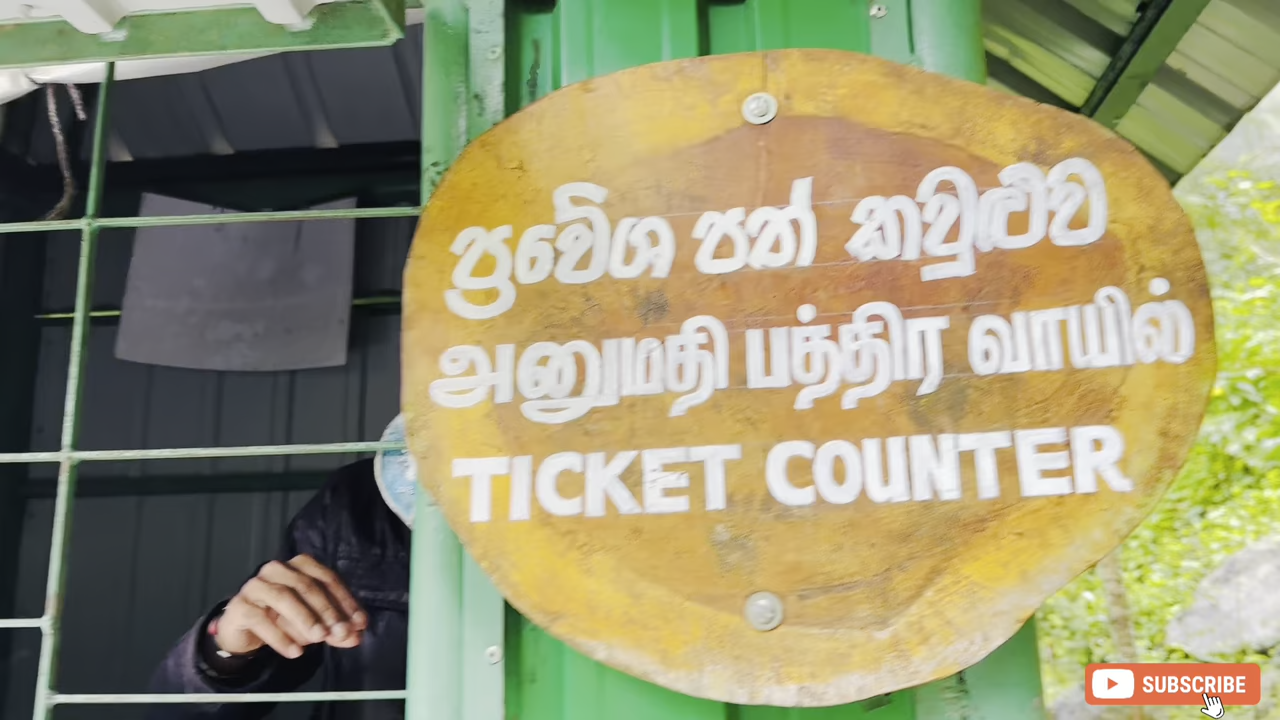 ප්‍රවේශ පත් කවුළුව
அனுமதி பத்திர வாயில்
TICKET COUNTER
SUBSCRIBE